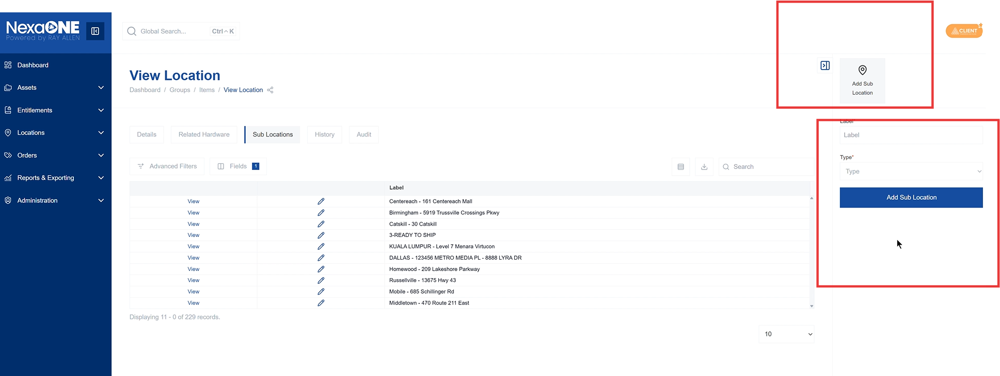 NexaONE
Powered by RAY ALLEN
Global Search... Ctrl^K
CLIENT
Dashboard
Assets
Entitlements
Locations
Orders
Reports & Exporting
Administration
View Location
Dashboard / Groups / Items / View Location
Add Sub
Location
Details
Related Hardware
Sub Locations
History
Audit
Advanced Filters
Fields 1
Search
Label
View Centereach - 161 Centereach Mall
View Birmingham - 5919 Trussville Crossings Pkwy
View Catskill - 30 Catskill
View 3-READY TO SHIP
View KUALA LUMPUR - Level 7 Menara Virtucon
View DALLAS - 123456 METRO MEDIA PL - 8888 LYRA DR
View Homewood - 209 Lakeshore Parkway
View Russellville - 13675 Hwy 43
View Mobile - 685 Schillinger Rd
View Middletown - 470 Route 211 East
Displaying 11 - 0 of 229 records.
10
Label*
Label
Type*
Type
Add Sub Location